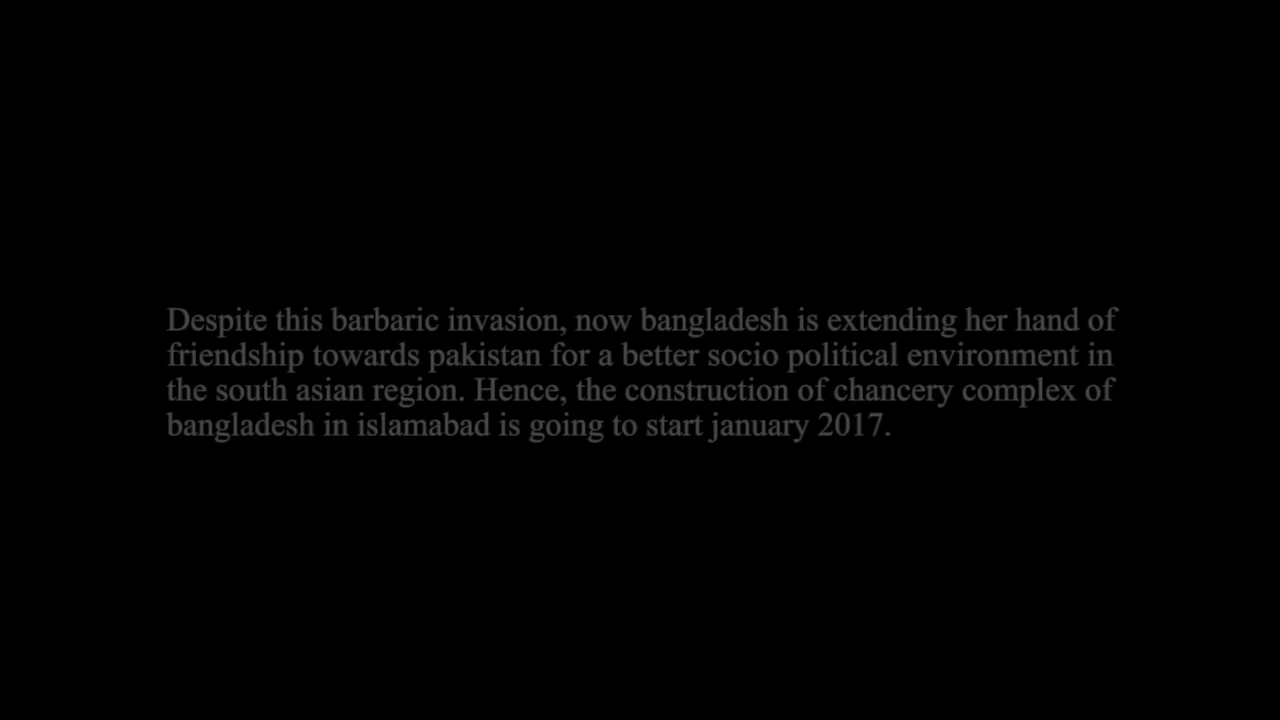 Despite this barbaric invasion, now bangladesh is extending her hand of
friendship towards pakistan for a better socio political environment in
the south asian region. Hence, the construction of chancery complex of
bangladesh in islamabad is going to start january 2017.